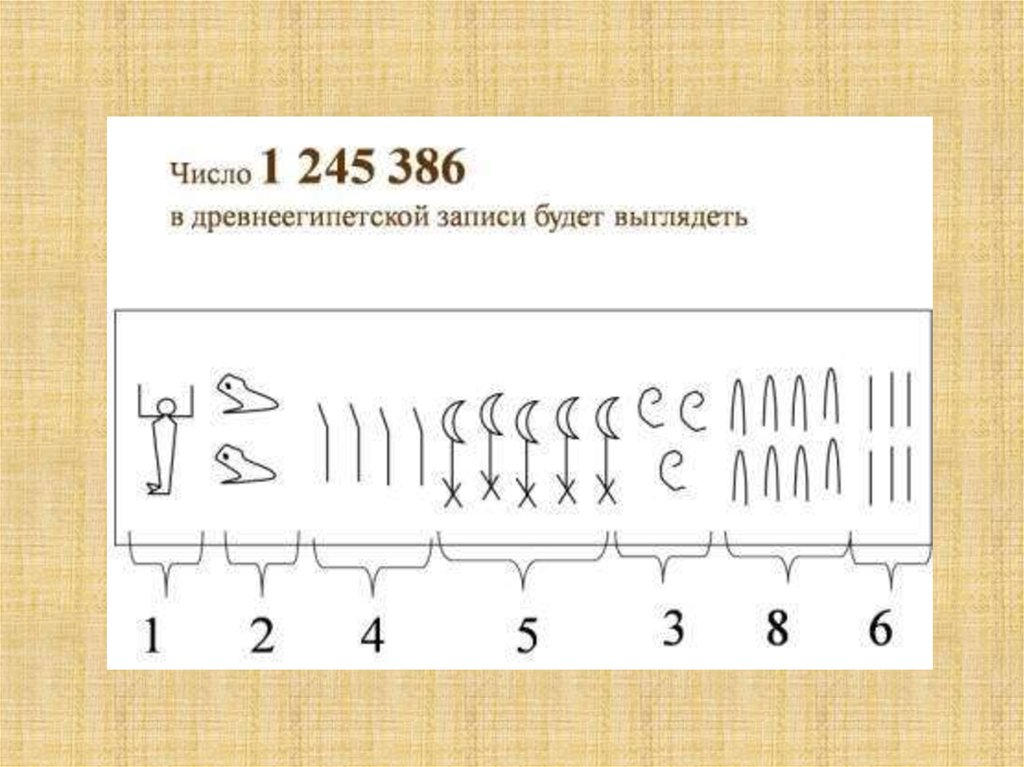 Число 1 245 386
в древнеегипетской записи будет выглядеть
1 2 4 5 3 8 6